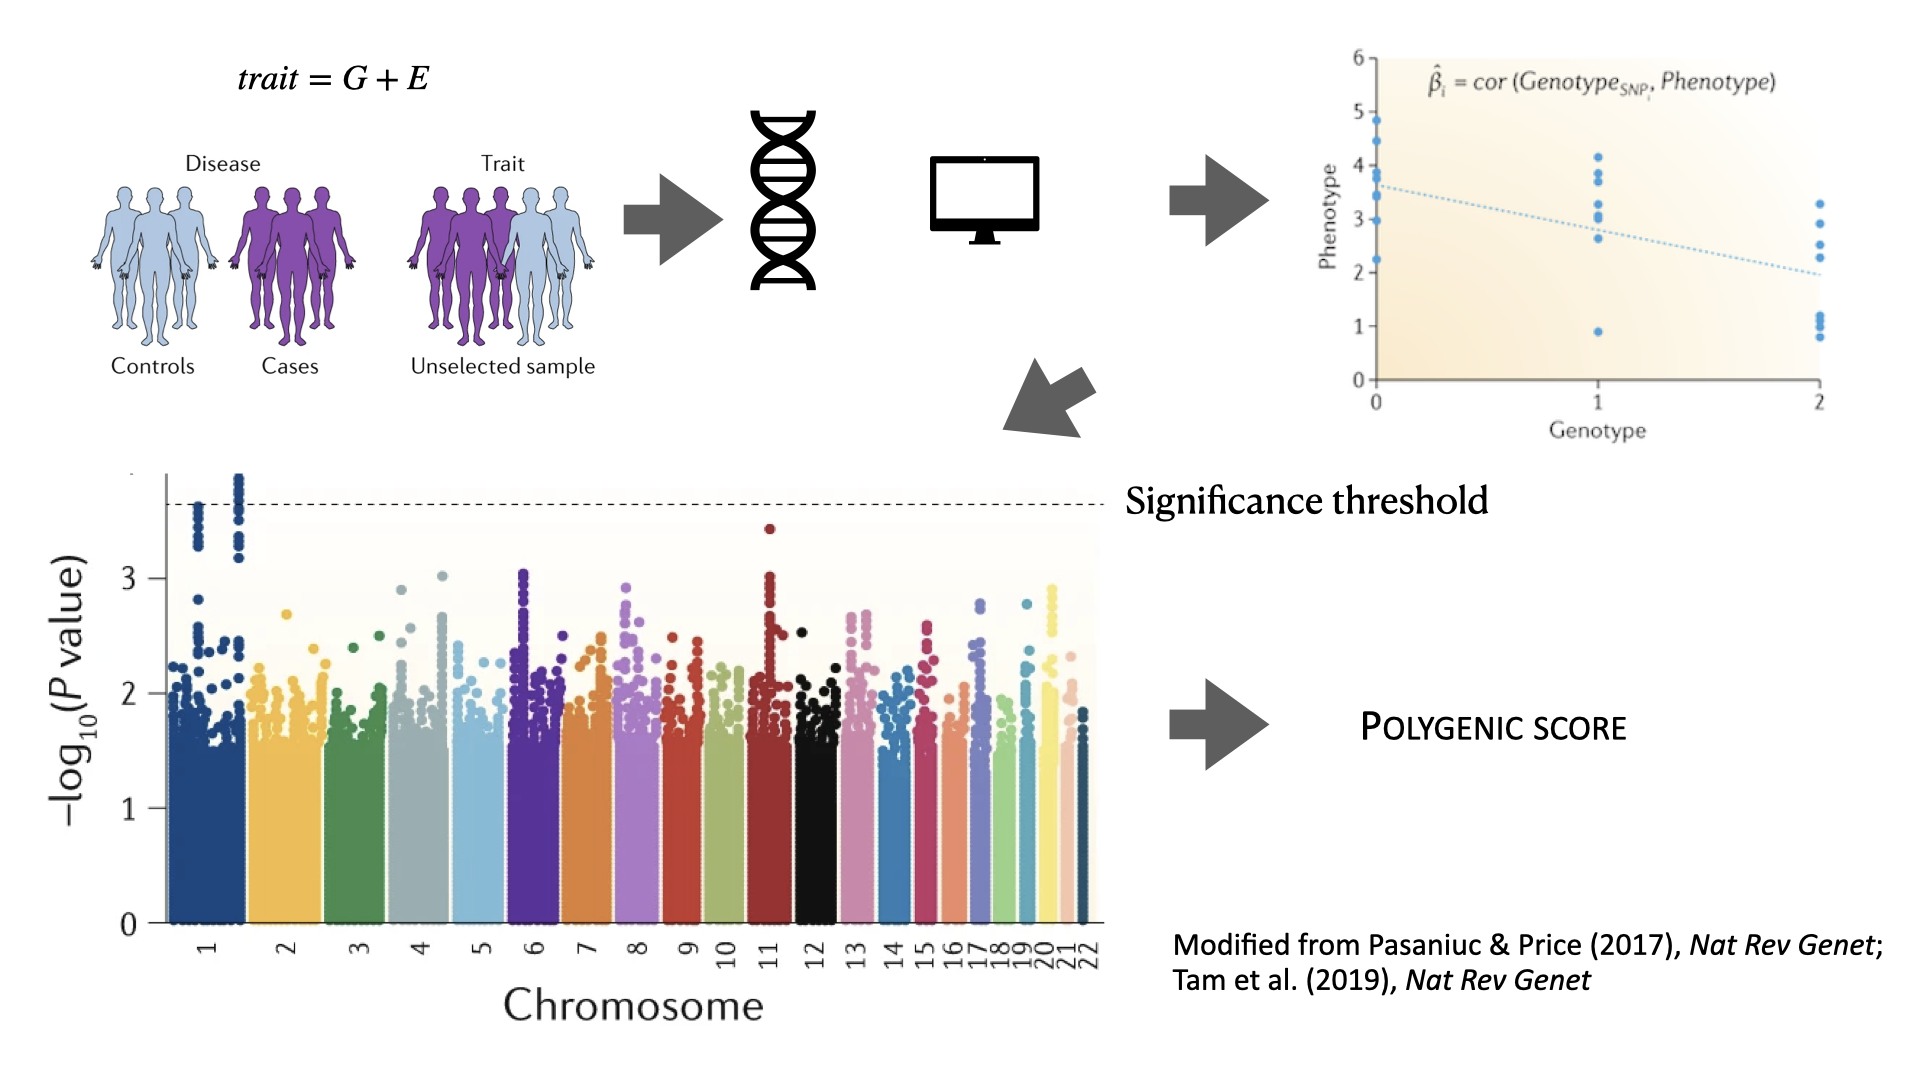 trait = G + E
Disease
Trait
Controls
Cases
Unselected sample
β̂ᵢ = cor (Genotype_SNPᵢ, Phenotype)
Phenotype
6
5
4
3
2
1
0
0
1
2
Genotype
Significance threshold
–log₁₀(P value)
3
2
1
0
1
2
3
4
5
6
7
8
9
10
11
12
13
14
15
16
17
18
19
20
21
22
Chromosome
POLYGENIC SCORE
Modified from Pasaniuc & Price (2017), Nat Rev Genet;
Tam et al. (2019), Nat Rev Genet